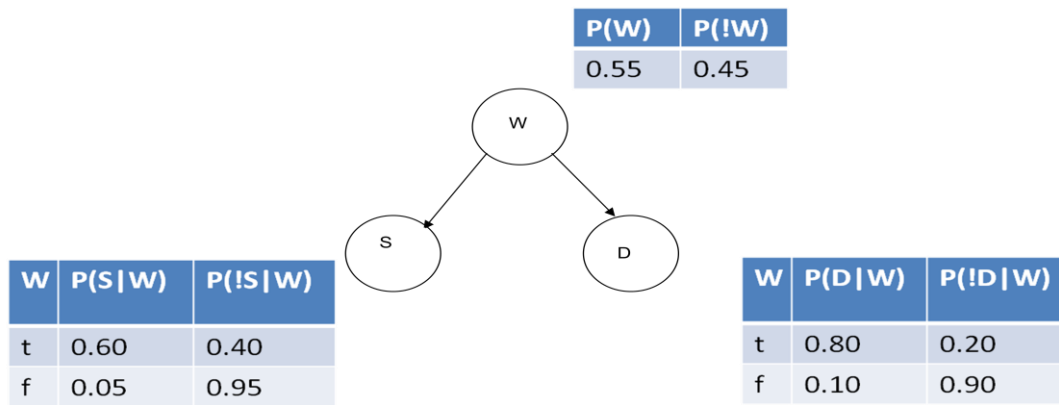 P(W) P(!W)
0.55 0.45
W
S
D
W P(S|W) P(!S|W)
t 0.60 0.40
f 0.05 0.95
W P(D|W) P(!D|W)
t 0.80 0.20
f 0.10 0.90